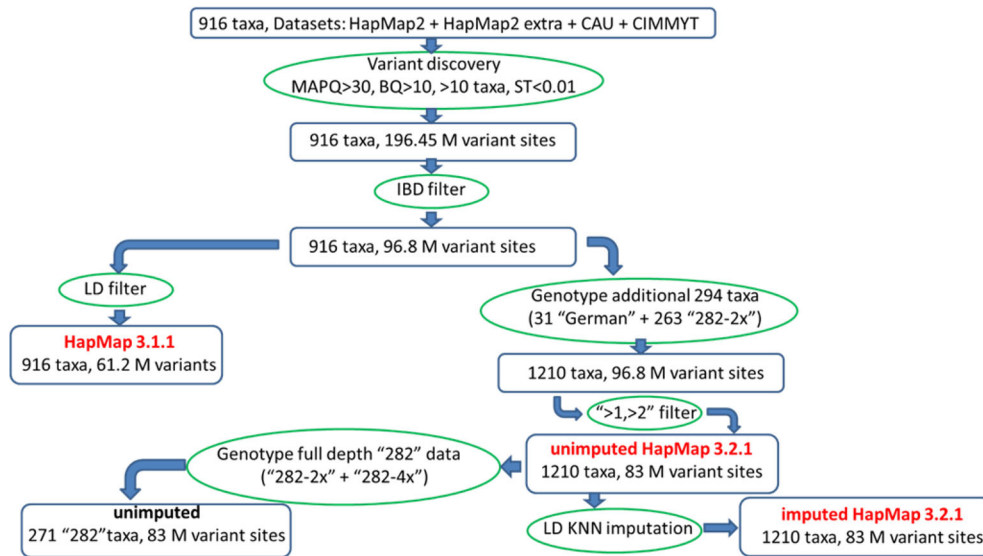 916 taxa, Datasets: HapMap2 + HapMap2 extra + CAU + CIMMYT
Variant discovery
MAPQ>30, BQ>10, >10 taxa, ST<0.01
916 taxa, 196.45 M variant sites
IBD filter
916 taxa, 96.8 M variant sites
LD filter
HapMap 3.1.1
916 taxa, 61.2 M variants
Genotype additional 294 taxa
(31 “German” + 263 “282-2x”)
1210 taxa, 96.8 M variant sites
“>1,>2” filter
unimputed HapMap 3.2.1
1210 taxa, 83 M variant sites
Genotype full depth “282” data
(“282-2x” + “282-4x”)
unimputed
271 “282”taxa, 83 M variant sites
LD KNN imputation
imputed HapMap 3.2.1
1210 taxa, 83 M variant sites